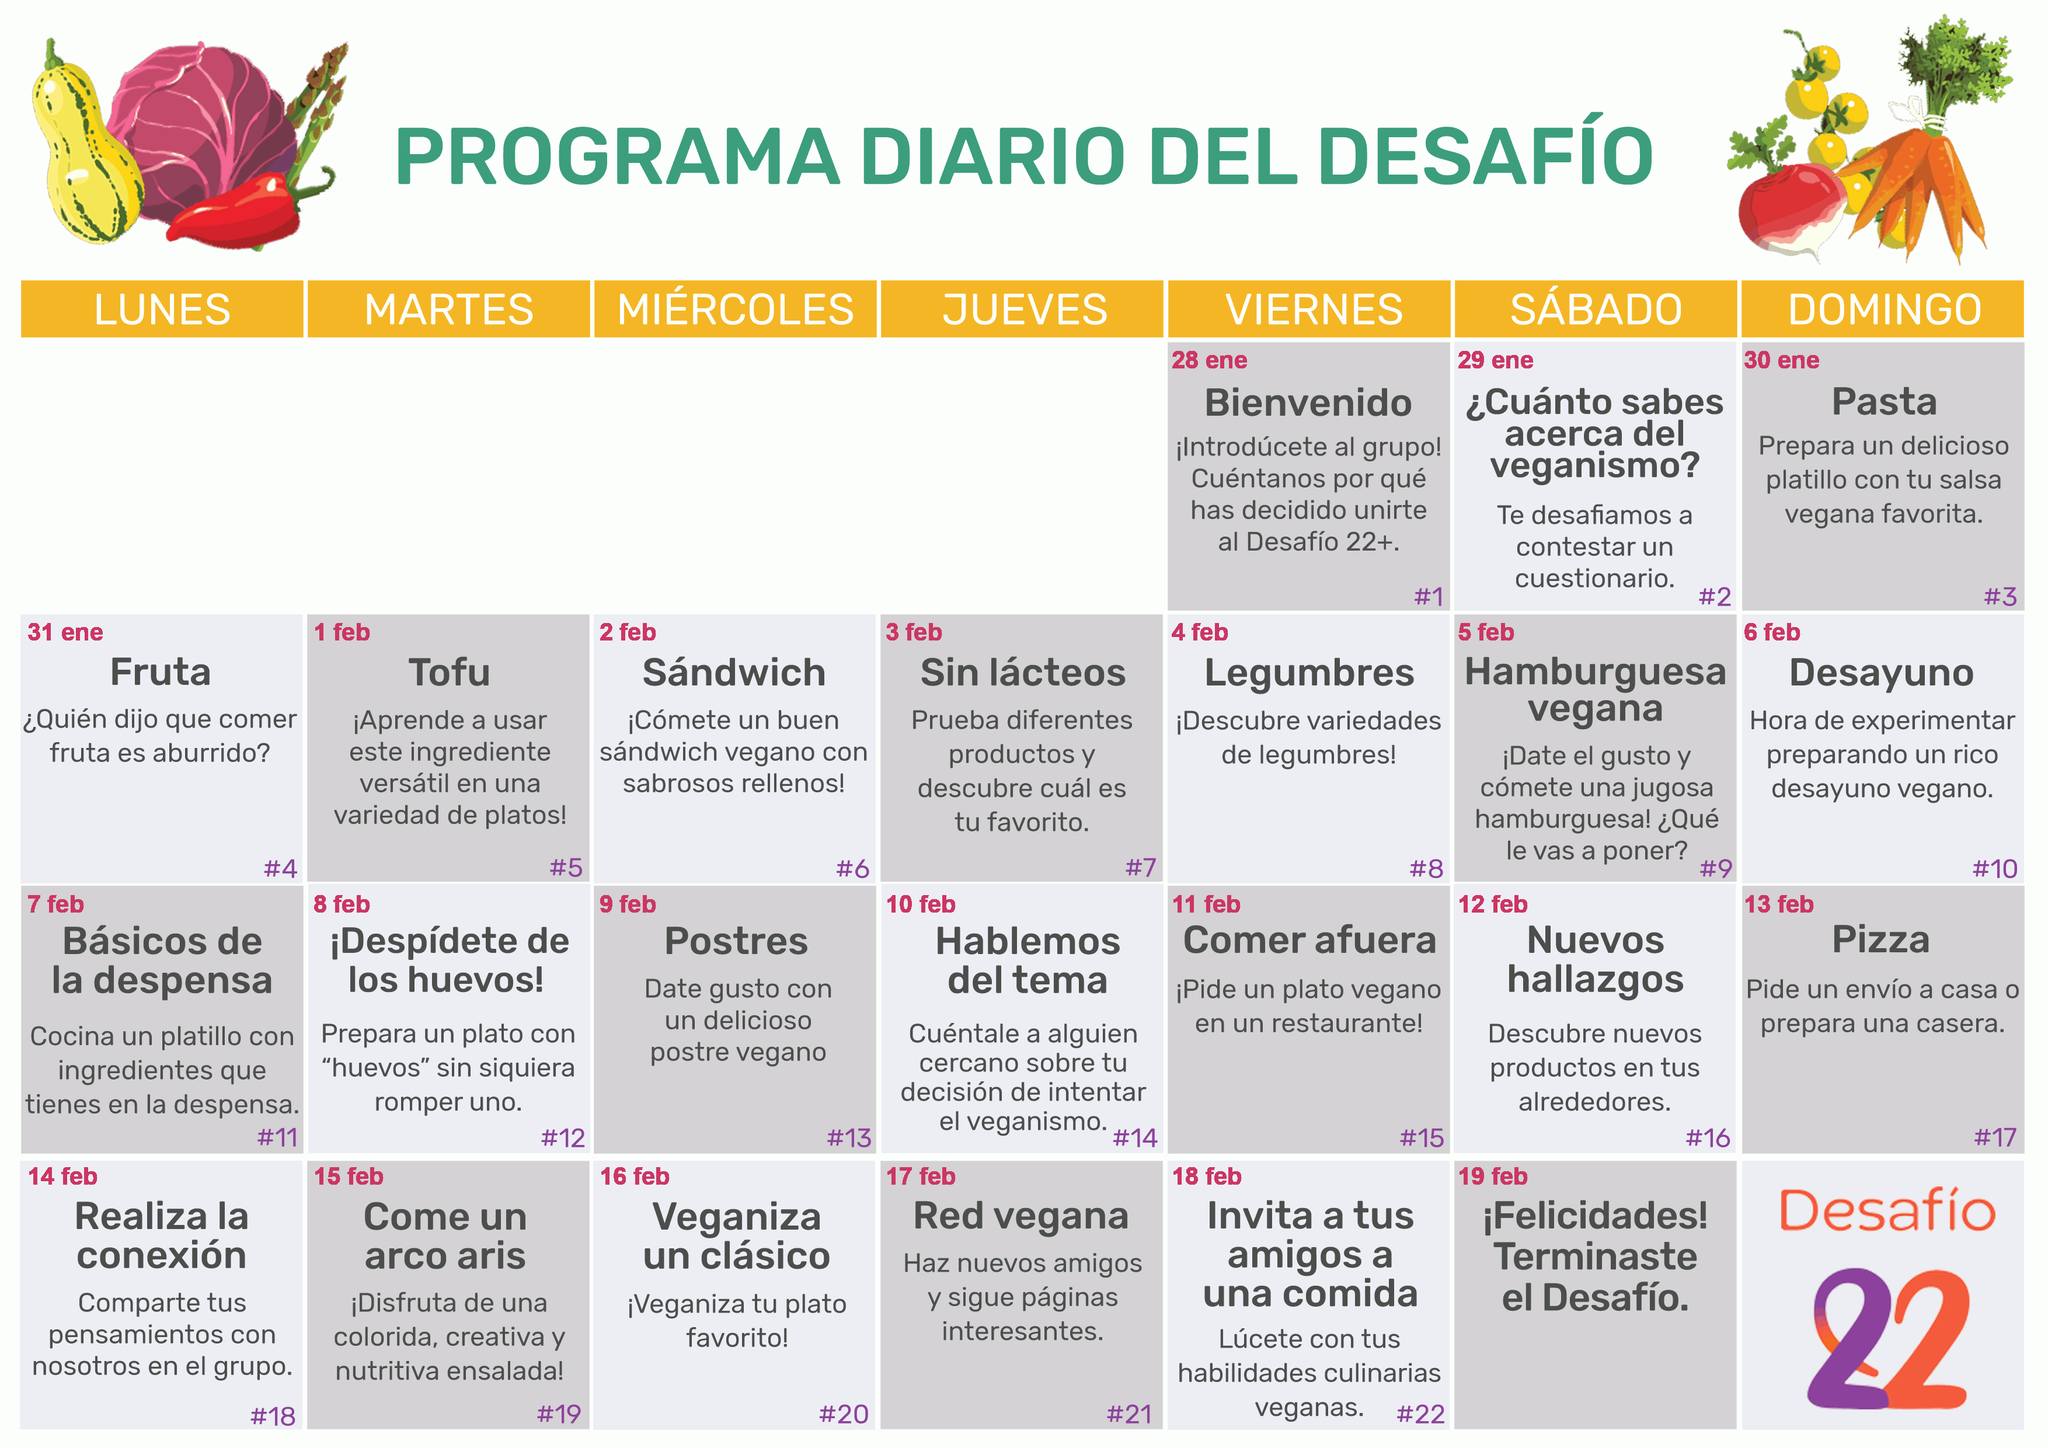 PROGRAMA DIARIO DEL DESAFÍO
LUNES
MARTES
MIÉRCOLES
JUEVES
VIERNES
SÁBADO
DOMINGO
28 ene
Bienvenido
¡Introdúcete al grupo!
Cuéntanos por qué
has decidido unirte
al Desafío 22+.
#1
29 ene
¿Cuánto sabes
acerca del
veganismo?
Te desafiamos a
contestar un
cuestionario.
#2
30 ene
Pasta
Prepara un delicioso
platillo con tu salsa
vegana favorita.
#3
31 ene
Fruta
¿Quién dijo que comer
fruta es aburrido?
#4
1 feb
Tofu
¡Aprende a usar
este ingrediente
versátil en una
variedad de platos!
#5
2 feb
Sándwich
¡Cómete un buen
sándwich vegano con
sabrosos rellenos!
#6
3 feb
Sin lácteos
Prueba diferentes
productos y
descubre cuál es
tu favorito.
#7
4 feb
Legumbres
¡Descubre variedades
de legumbres!
#8
5 feb
Hamburguesa
vegana
¡Date el gusto y
cómete una jugosa
hamburguesa! ¿Qué
le vas a poner?
#9
6 feb
Desayuno
Hora de experimentar
preparando un rico
desayuno vegano.
#10
7 feb
Básicos de
la despensa
Cocina un platillo con
ingredientes que
tienes en la despensa.
#11
8 feb
¡Despídete de
los huevos!
Prepara un plato con
“huevos” sin siquiera
romper uno.
#12
9 feb
Postres
Date gusto con
un delicioso
postre vegano
#13
10 feb
Hablemos
del tema
Cuéntale a alguien
cercano sobre tu
decisión de intentar
el veganismo.
#14
11 feb
Comer afuera
¡Pide un plato vegano
en un restaurante!
#15
12 feb
Nuevos
hallazgos
Descubre nuevos
productos en tus
alrededores.
#16
13 feb
Pizza
Pide un envío a casa o
prepara una casera.
#17
14 feb
Realiza la
conexión
Comparte tus
pensamientos con
nosotros en el grupo.
#18
15 feb
Come un
arco aris
¡Disfruta de una
colorida, creativa y
nutritiva ensalada!
#19
16 feb
Veganiza
un clásico
¡Veganiza tu plato
favorito!
#20
17 feb
Red vegana
Haz nuevos amigos
y sigue páginas
interesantes.
#21
18 feb
Invita a tus
amigos a
una comida
Lúcete con tus
habilidades culinarias
veganas.
#22
19 feb
¡Felicidades!
Terminaste
el Desafío.
Desafío
22